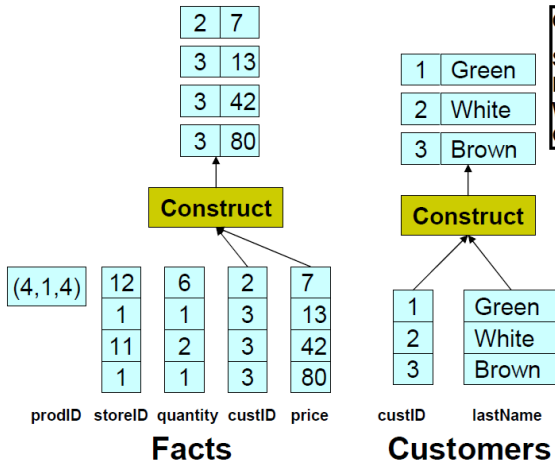 2 7
3 13
3 42
3 80
1 Green
2 White
3 Brown
Construct
Construct
(4,1,4)
12 6 2 7
1 1 3 13
11 2 3 42
1 1 3 80
1 Green
2 White
3 Brown
prodID storeID quantity custID price
custID lastName
Facts
Customers